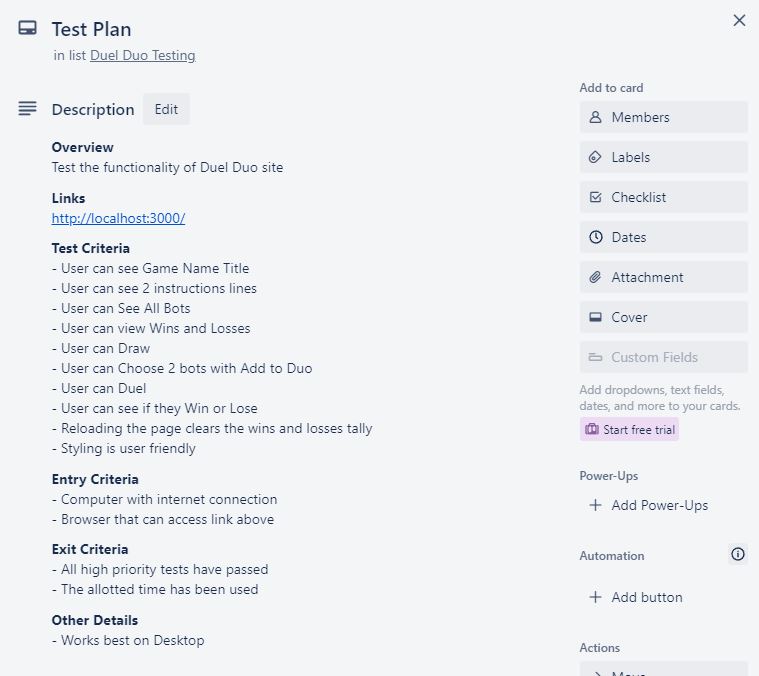 Test Plan
in list Duel Duo Testing
Description Edit
Overview
Test the functionality of Duel Duo site
Links
http://localhost:3000/
Test Criteria
- User can see Game Name Title
- User can see 2 instructions lines
- User can See All Bots
- User can view Wins and Losses
- User can Draw
- User can Choose 2 bots with Add to Duo
- User can Duel
- User can see if they Win or Lose
- Reloading the page clears the wins and losses tally
- Styling is user friendly
Entry Criteria
- Computer with internet connection
- Browser that can access link above
Exit Criteria
- All high priority tests have passed
- The allotted time has been used
Other Details
- Works best on Desktop
Add to card
Members
Labels
Checklist
Dates
Attachment
Cover
Custom Fields
Add dropdowns, text fields,
dates, and more to your cards.
Start free trial
Power-Ups
Add Power-Ups
Automation
Add button
Actions
Move